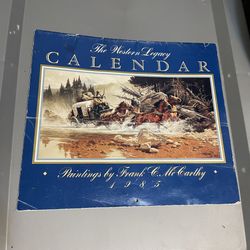 The Western Legacy
CALENDAR
Paintings by Frank C. McCarthy
1985